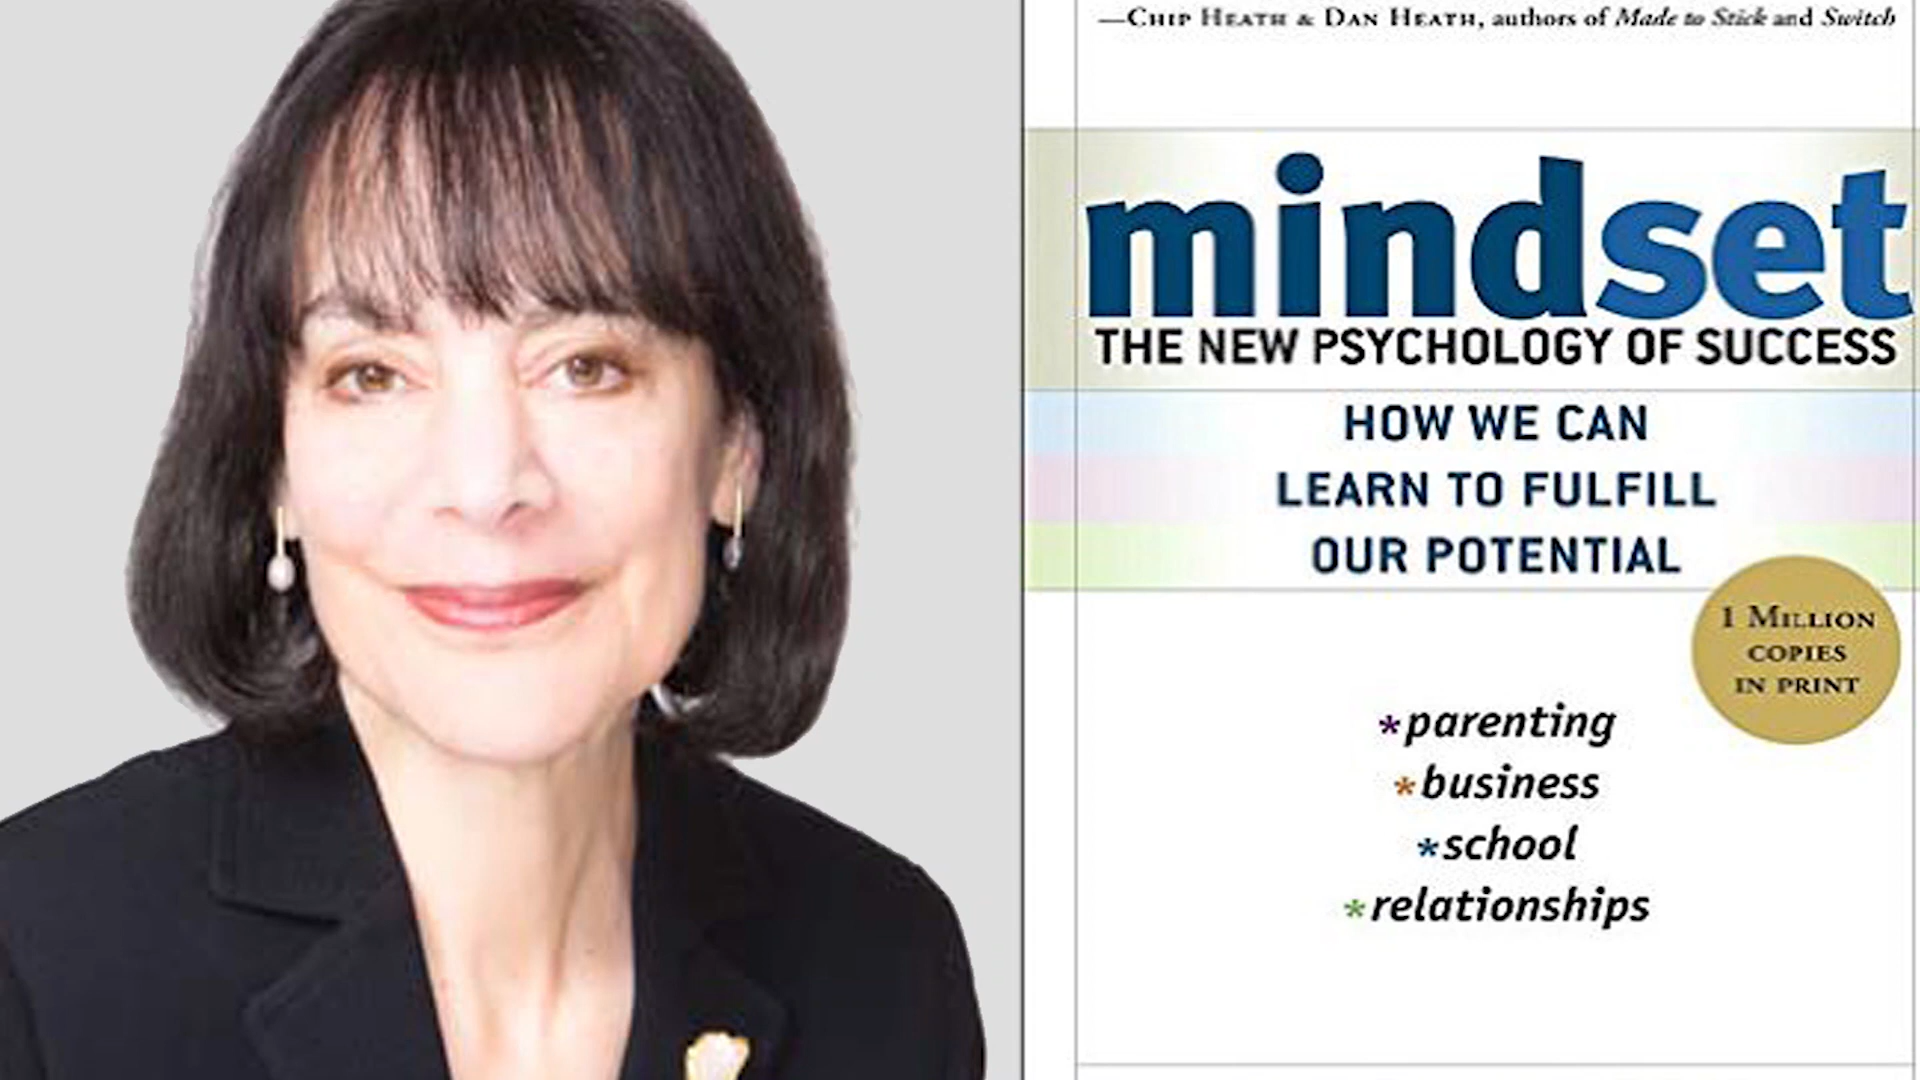 —Chip Heath & Dan Heath, authors of Made to Stick and Switch
mindset
THE NEW PSYCHOLOGY OF SUCCESS
HOW WE CAN
LEARN TO FULFILL
OUR POTENTIAL
1 Million
copies
in print
*parenting
*business
*school
*relationships